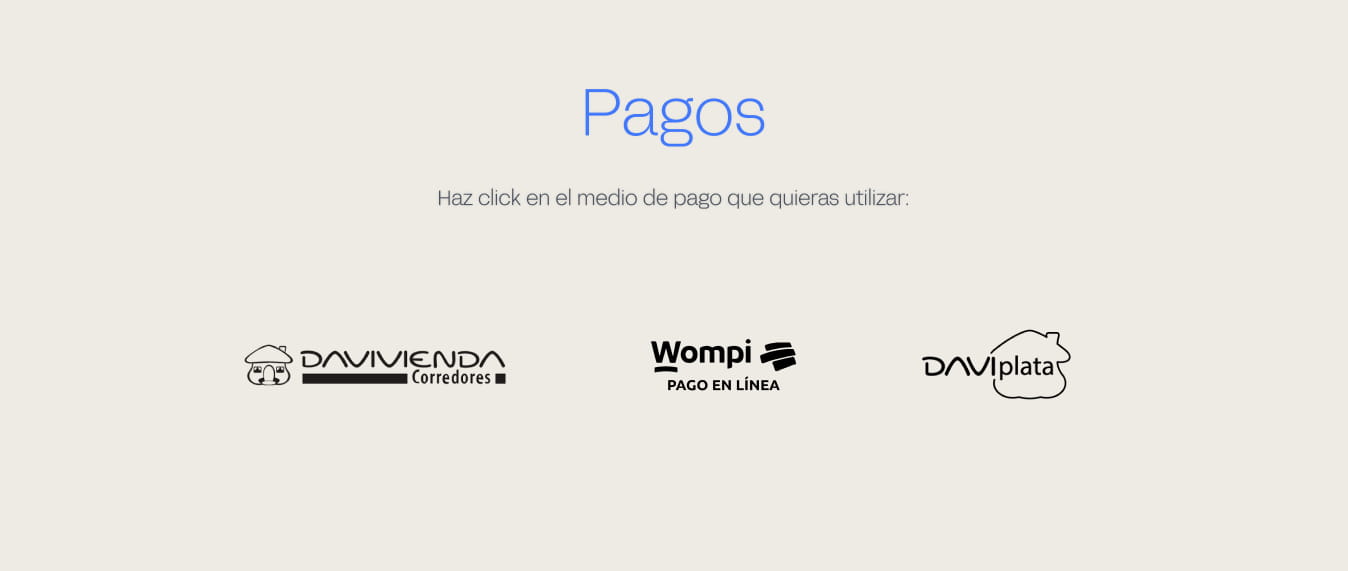 Pagos
Haz click en el medio de pago que quieras utilizar:
DAVIVIENDA
Corredores
Wompi
PAGO EN LÍNEA
DAVIplata